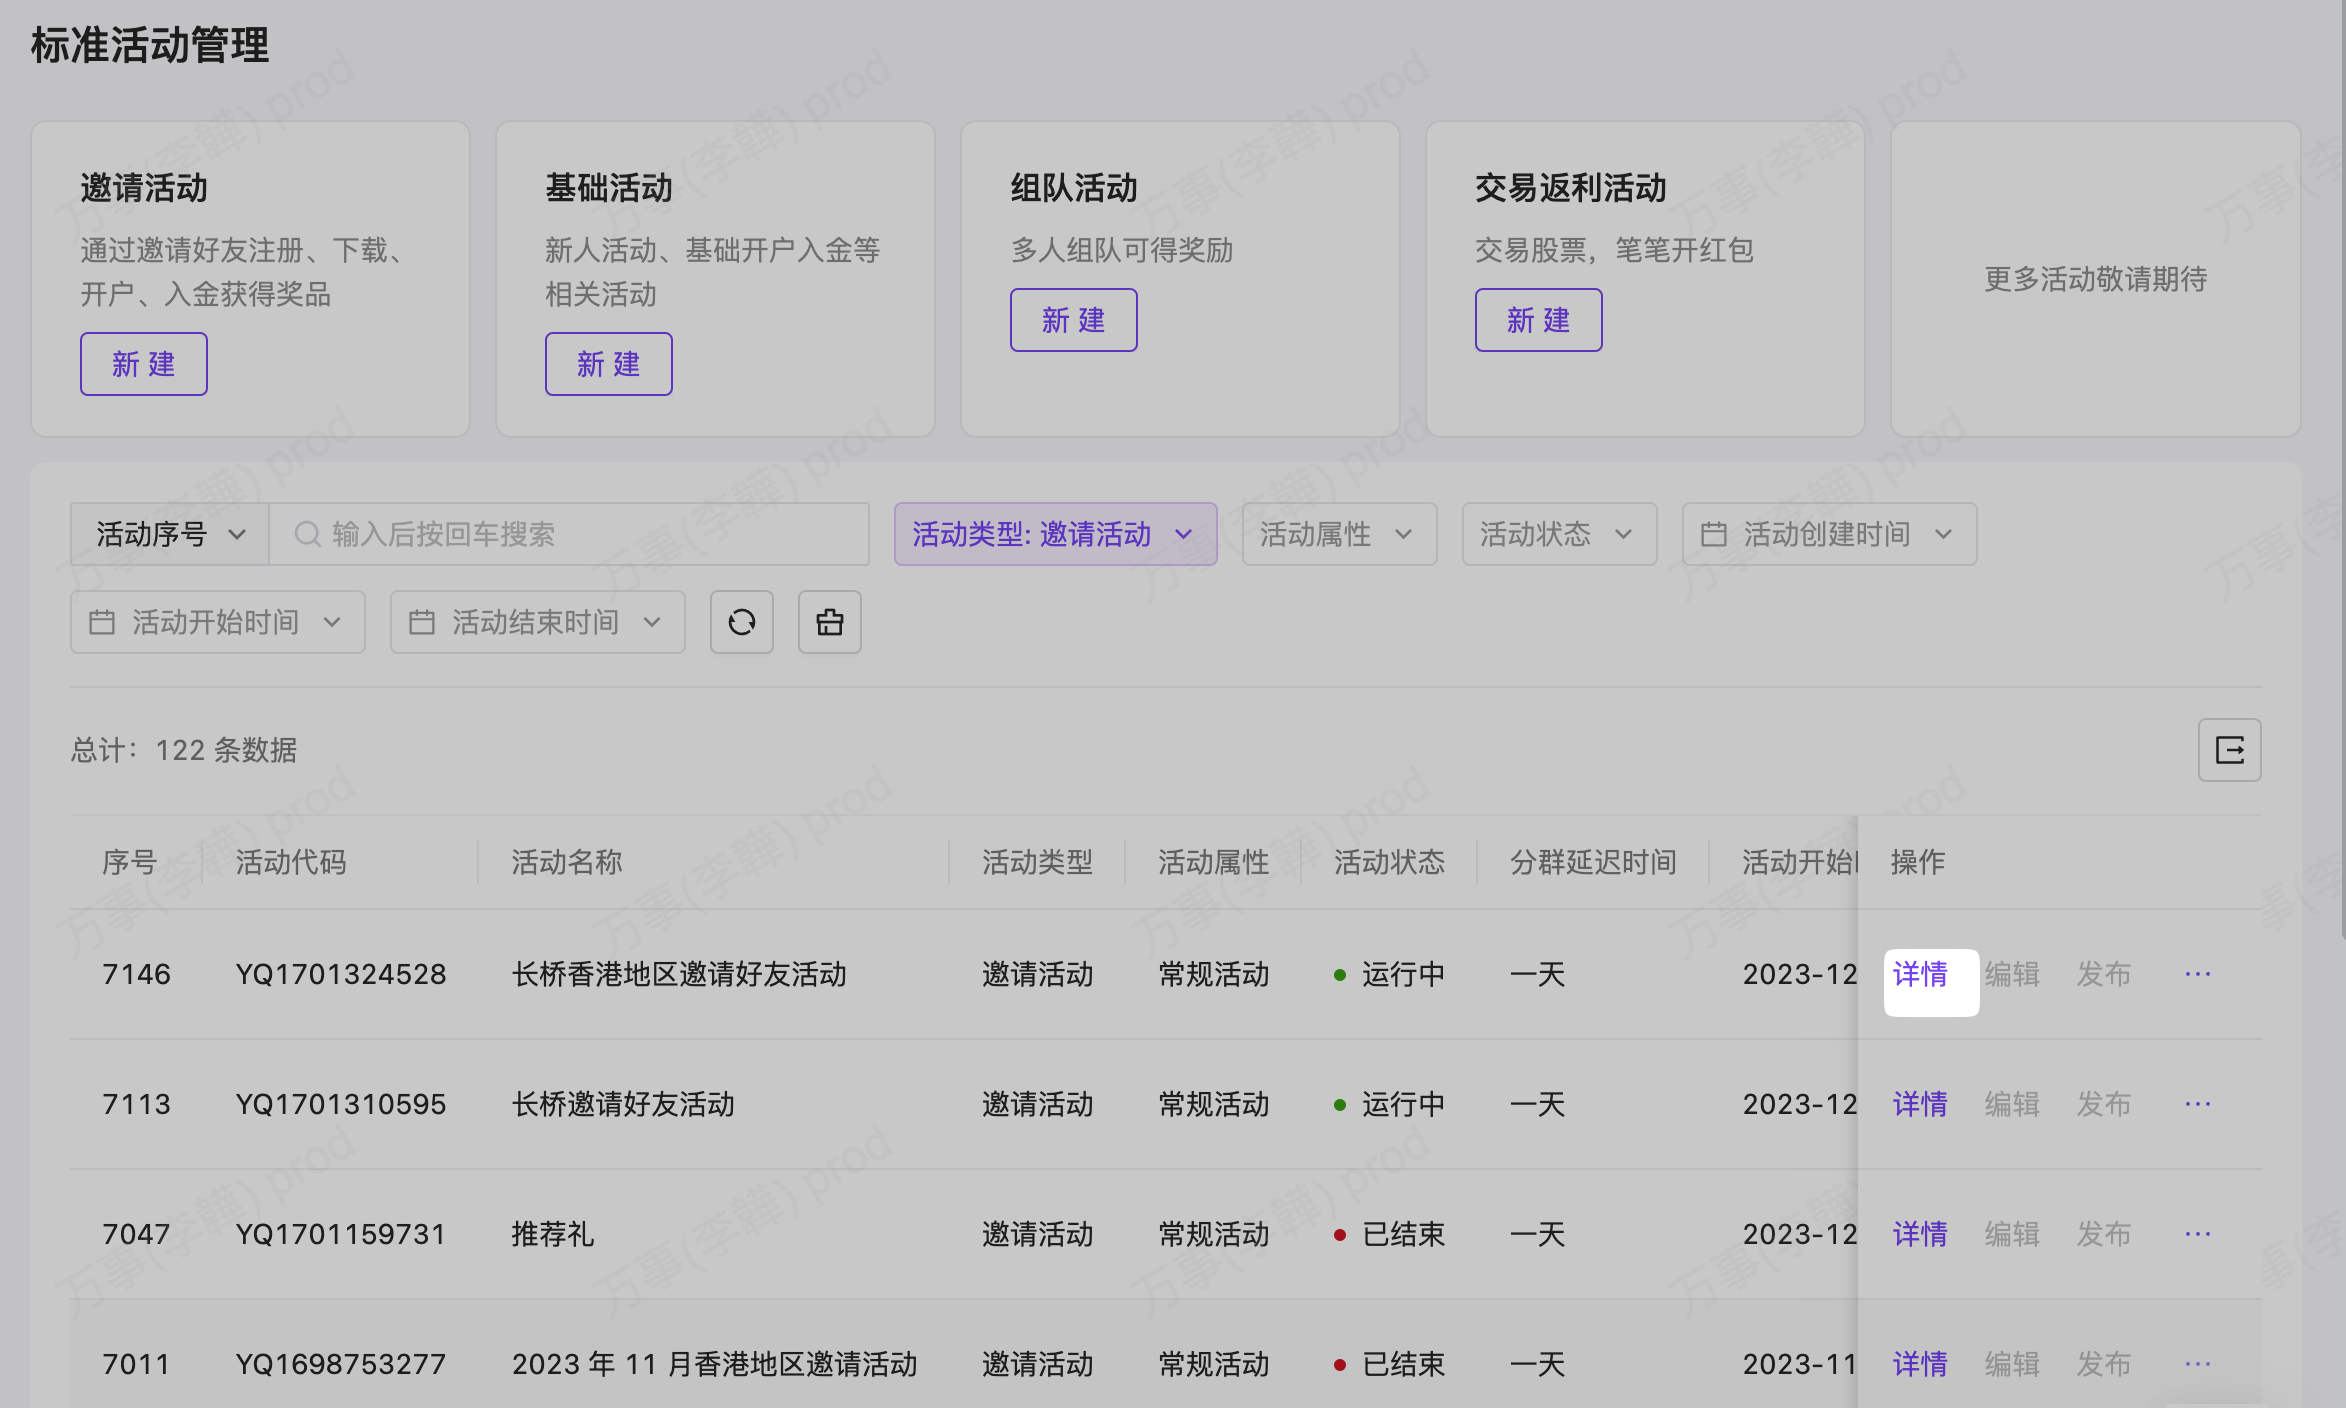 标准活动管理
邀请活动
通过邀请好友注册、下载、
开户、入金获得奖品
新 建
基础活动
新人活动、基础开户入金等
相关活动
新 建
组队活动
多人组队可得奖励
新 建
交易返利活动
交易股票，笔笔开红包
新 建
更多活动敬请期待
活动序号 输入后按回车搜索 活动类型: 邀请活动 活动属性 活动状态 活动创建时间
活动开始时间 活动结束时间
总计： 122 条数据
序号 活动代码 活动名称 活动类型 活动属性 活动状态 分群延迟时间 活动开始 操作
7146 YQ1701324528 长桥香港地区邀请好友活动 邀请活动 常规活动 运行中 一天 2023-12 详情 编辑 发布 ···
7113 YQ1701310595 长桥邀请好友活动 邀请活动 常规活动 运行中 一天 2023-12 详情 编辑 发布 ···
7047 YQ1701159731 推荐礼 邀请活动 常规活动 已结束 一天 2023-12 详情 编辑 发布 ···
7011 YQ1698753277 2023 年 11 月香港地区邀请活动 邀请活动 常规活动 已结束 一天 2023-11 详情 编辑 发布 ···